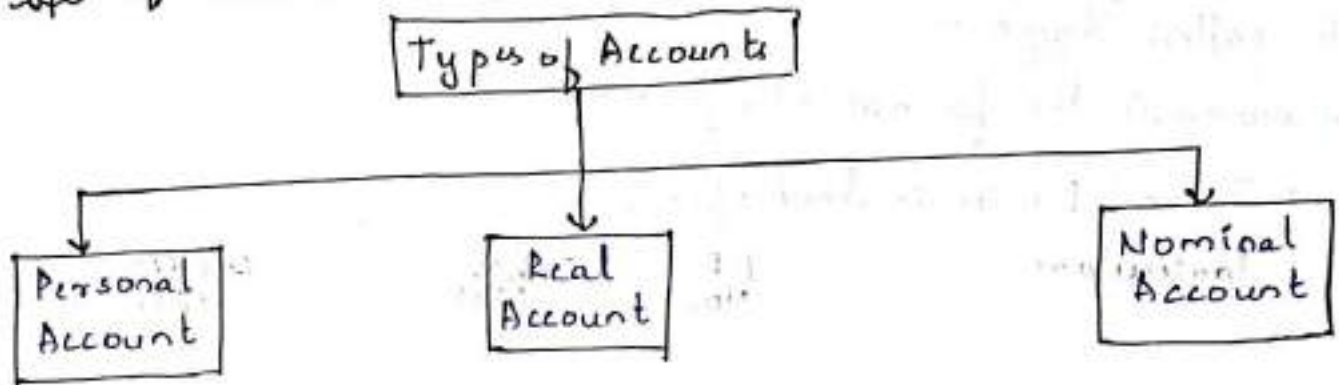 Types of Accounts
Personal
Account
Real
Account
Nominal
Account